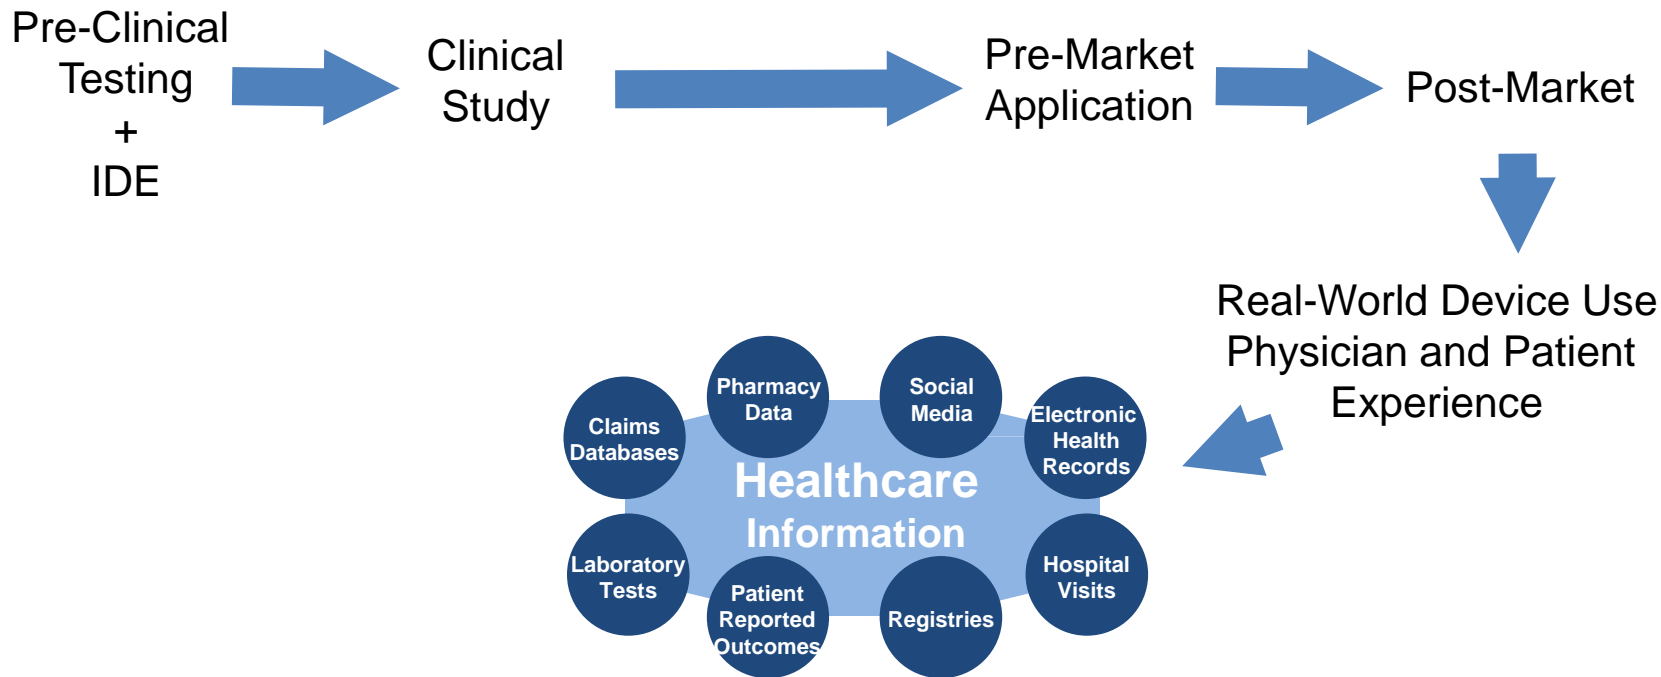 Pre-Clinical
Testing
+
IDE
Clinical
Study
Pre-Market
Application
Post-Market
Real-World Device Use
Physician and Patient
Experience
Claims
Databases
Pharmacy
Data
Social
Media
Electronic
Health
Records
Healthcare
Information
Laboratory
Tests
Patient
Reported
Outcomes
Registries
Hospital
Visits